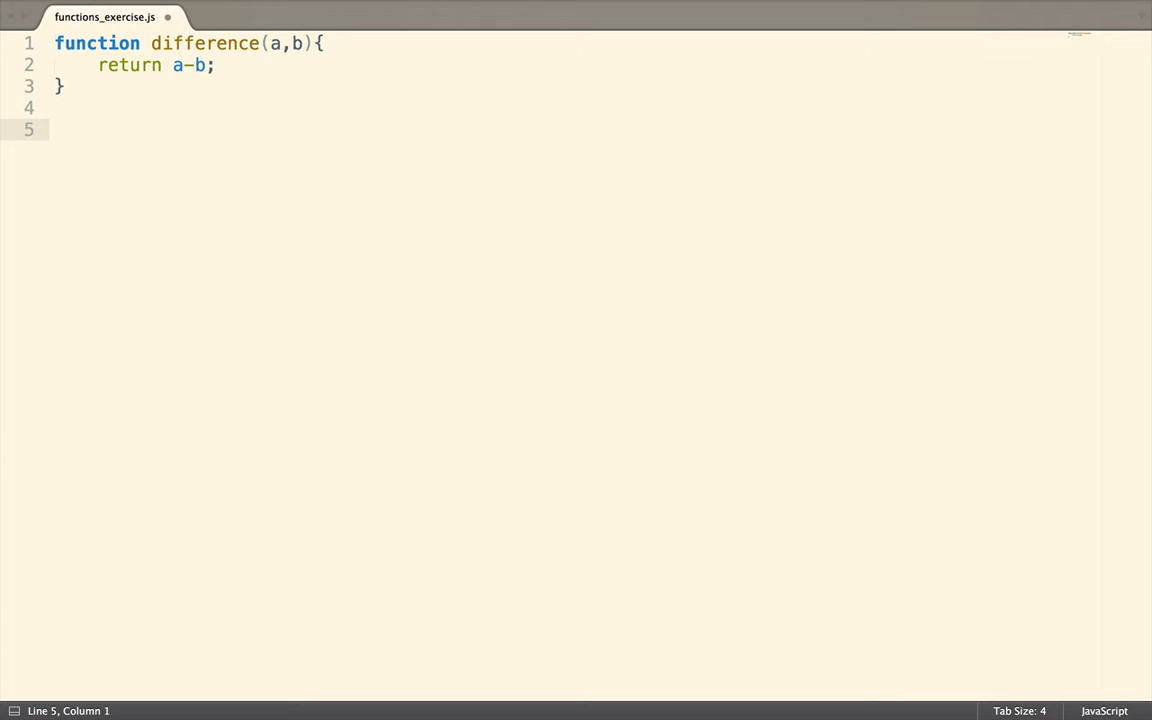 functions_exercise.js
1 function difference(a,b){
2     return a-b;
3 }
4
5
Line 5, Column 1
Tab Size: 4
JavaScript